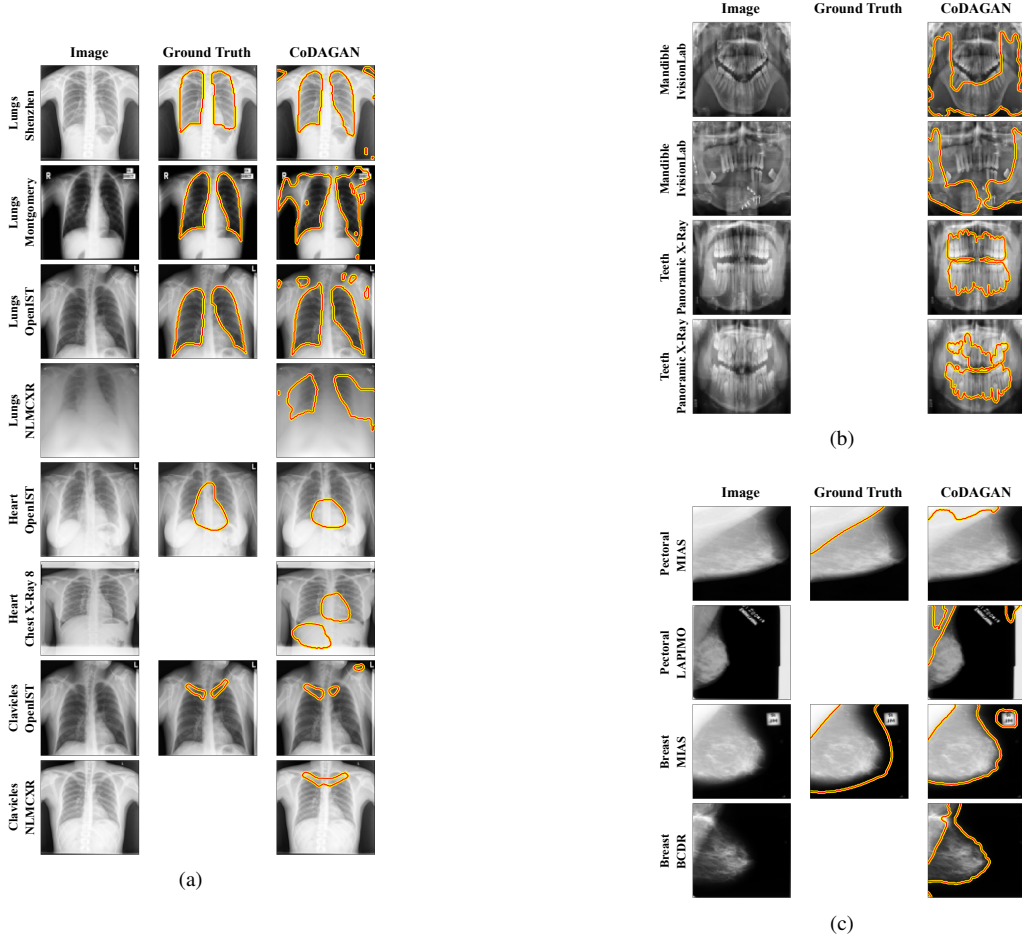 Image Ground Truth CoDAGAN
Lungs
Shenzhen
Lungs
Montgomery
R
R
R
Lungs
OpenIST
L
L
L
Lungs
NLMCXR
Heart
OpenIST
L
L
L
Heart
Chest X-Ray 8
Clavicles
OpenIST
L
L
L
Clavicles
NLMCXR
(a)
Image Ground Truth CoDAGAN
Mandible
IvisionLab
Mandible
IvisionLab
Teeth
Panoramic X-Ray
Teeth
Panoramic X-Ray
(b)
Image Ground Truth CoDAGAN
Pectoral
MIAS
Pectoral
LAPIMO
Breast
MIAS
Breast
BCDR
(c)